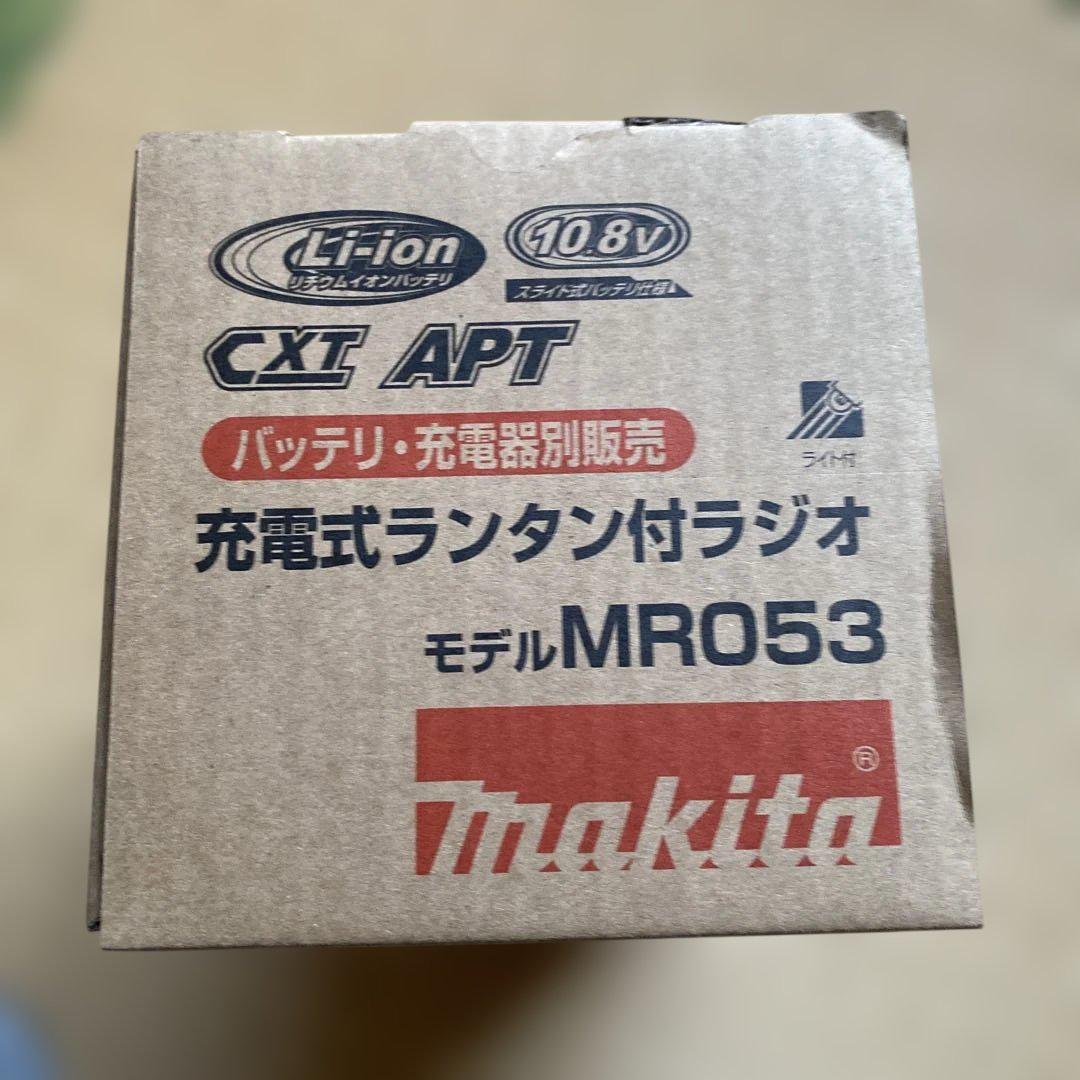 Li-ion
リチウムイオンバッテリ
10.8V
スライド式バッテリ仕様
CXT APT
バッテリ・充電器別販売
ライト付
充電式ランタン付ラジオ
モデルMR053
makita®